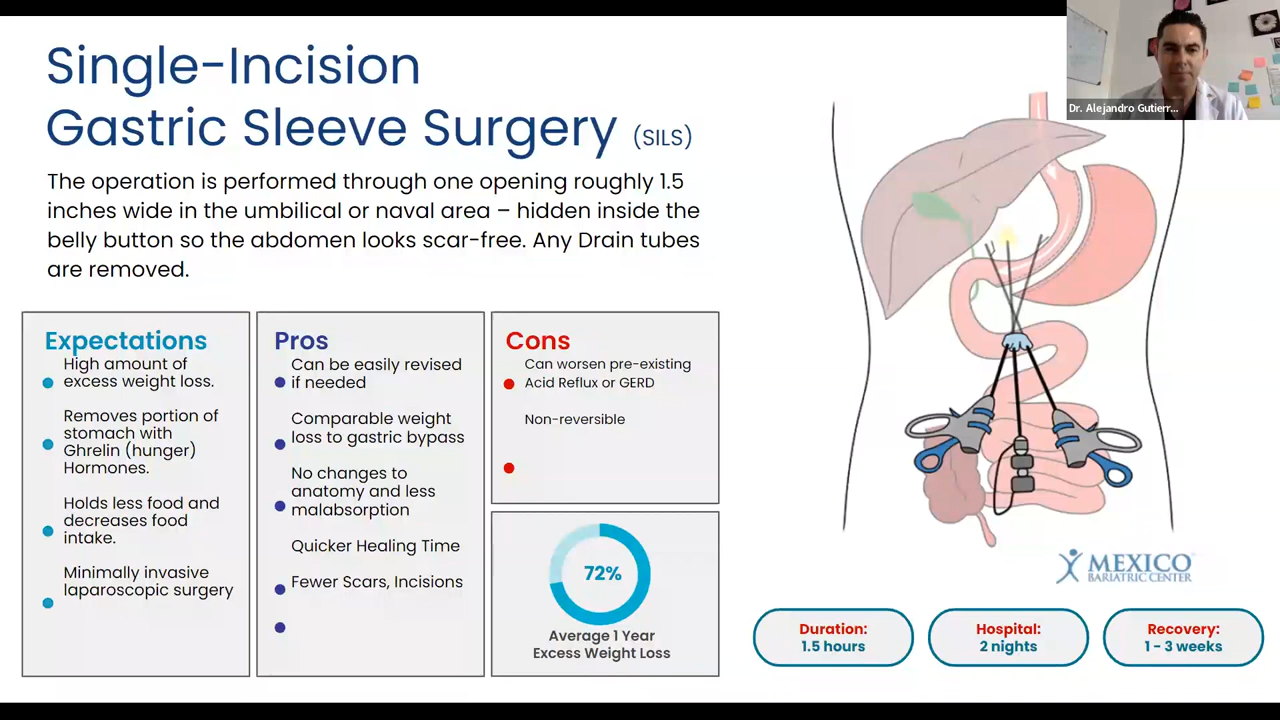 Single-Incision
Gastric Sleeve Surgery (SILS)
The operation is performed through one opening roughly 1.5
inches wide in the umbilical or naval area – hidden inside the
belly button so the abdomen looks scar-free. Any Drain tubes
are removed.
Expectations
High amount of
excess weight loss.
Removes portion of
stomach with
Ghrelin (hunger)
Hormones.
Holds less food and
decreases food
intake.
Minimally invasive
laparoscopic surgery
Pros
Can be easily revised
if needed
Comparable weight
loss to gastric bypass
No changes to
anatomy and less
malabsorption
Quicker Healing Time
Fewer Scars, Incisions
Cons
Can worsen pre-existing
Acid Reflux or GERD
Non-reversible
72%
Average 1 Year
Excess Weight Loss
Dr. Alejandro Gutierr...
MEXICO
BARIATRIC CENTER
Duration:
1.5 hours
Hospital:
2 nights
Recovery:
1 - 3 weeks